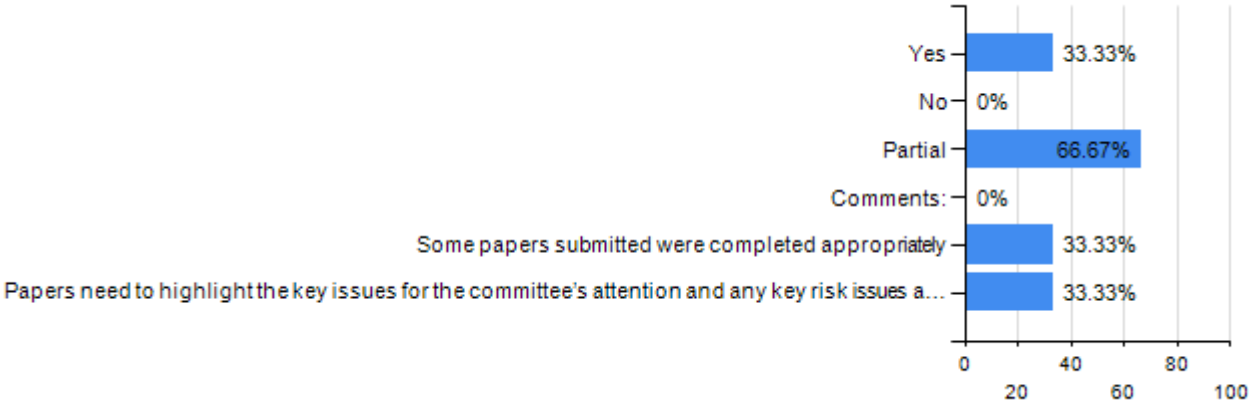 Yes
33.33%
No
0%
Partial
66.67%
Comments:
0%
Some papers submitted were completed appropriately
33.33%
Papers need to highlight the key issues for the committee's attention and any key risk issues a...
33.33%
0 40 80
20 60 100